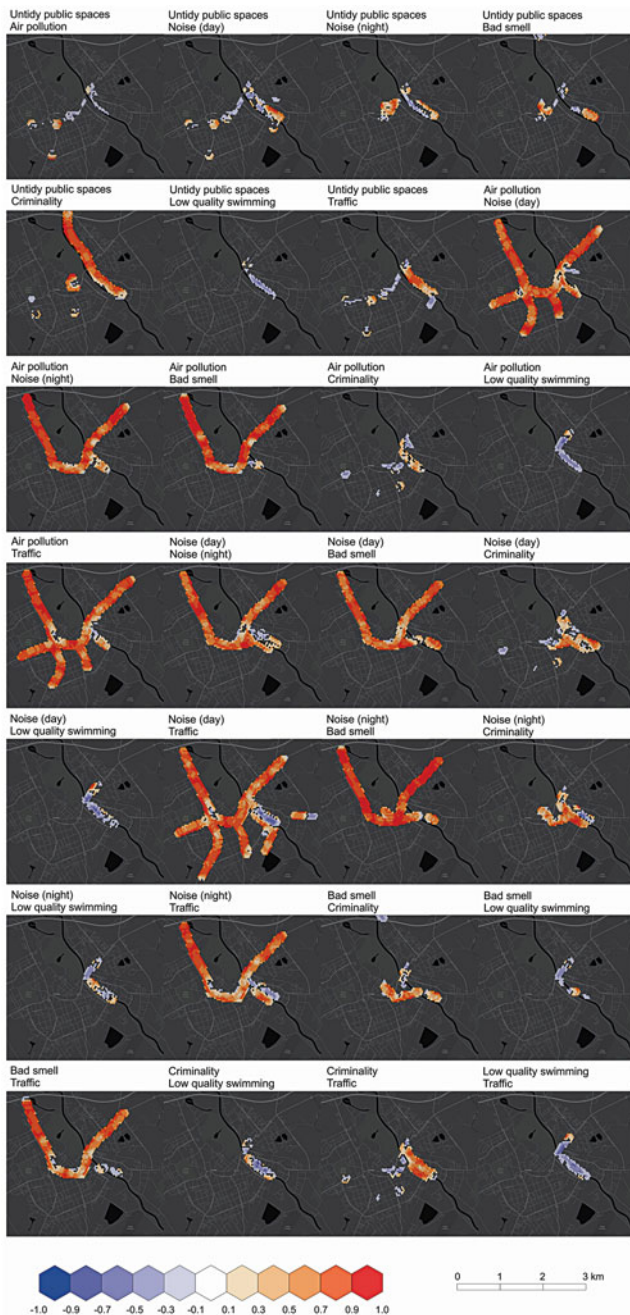 Untidy public spaces
Air pollution
Untidy public spaces
Noise (day)
Untidy public spaces
Noise (night)
Untidy public spaces
Bad smell
Untidy public spaces
Criminality
Untidy public spaces
Low quality swimming
Untidy public spaces
Traffic
Air pollution
Noise (day)
Air pollution
Noise (night)
Air pollution
Bad smell
Air pollution
Criminality
Air pollution
Low quality swimming
Air pollution
Traffic
Noise (day)
Noise (night)
Noise (day)
Bad smell
Noise (day)
Criminality
Noise (day)
Low quality swimming
Noise (day)
Traffic
Noise (night)
Bad smell
Noise (night)
Criminality
Noise (night)
Low quality swimming
Noise (night)
Traffic
Bad smell
Criminality
Bad smell
Low quality swimming
Bad smell
Traffic
Criminality
Low quality swimming
Criminality
Traffic
Low quality swimming
Traffic
-1.0 -0.9 -0.7 -0.5 -0.3 -0.1 0.1 0.3 0.5 0.7 0.9 1.0
0 1 2 3 km